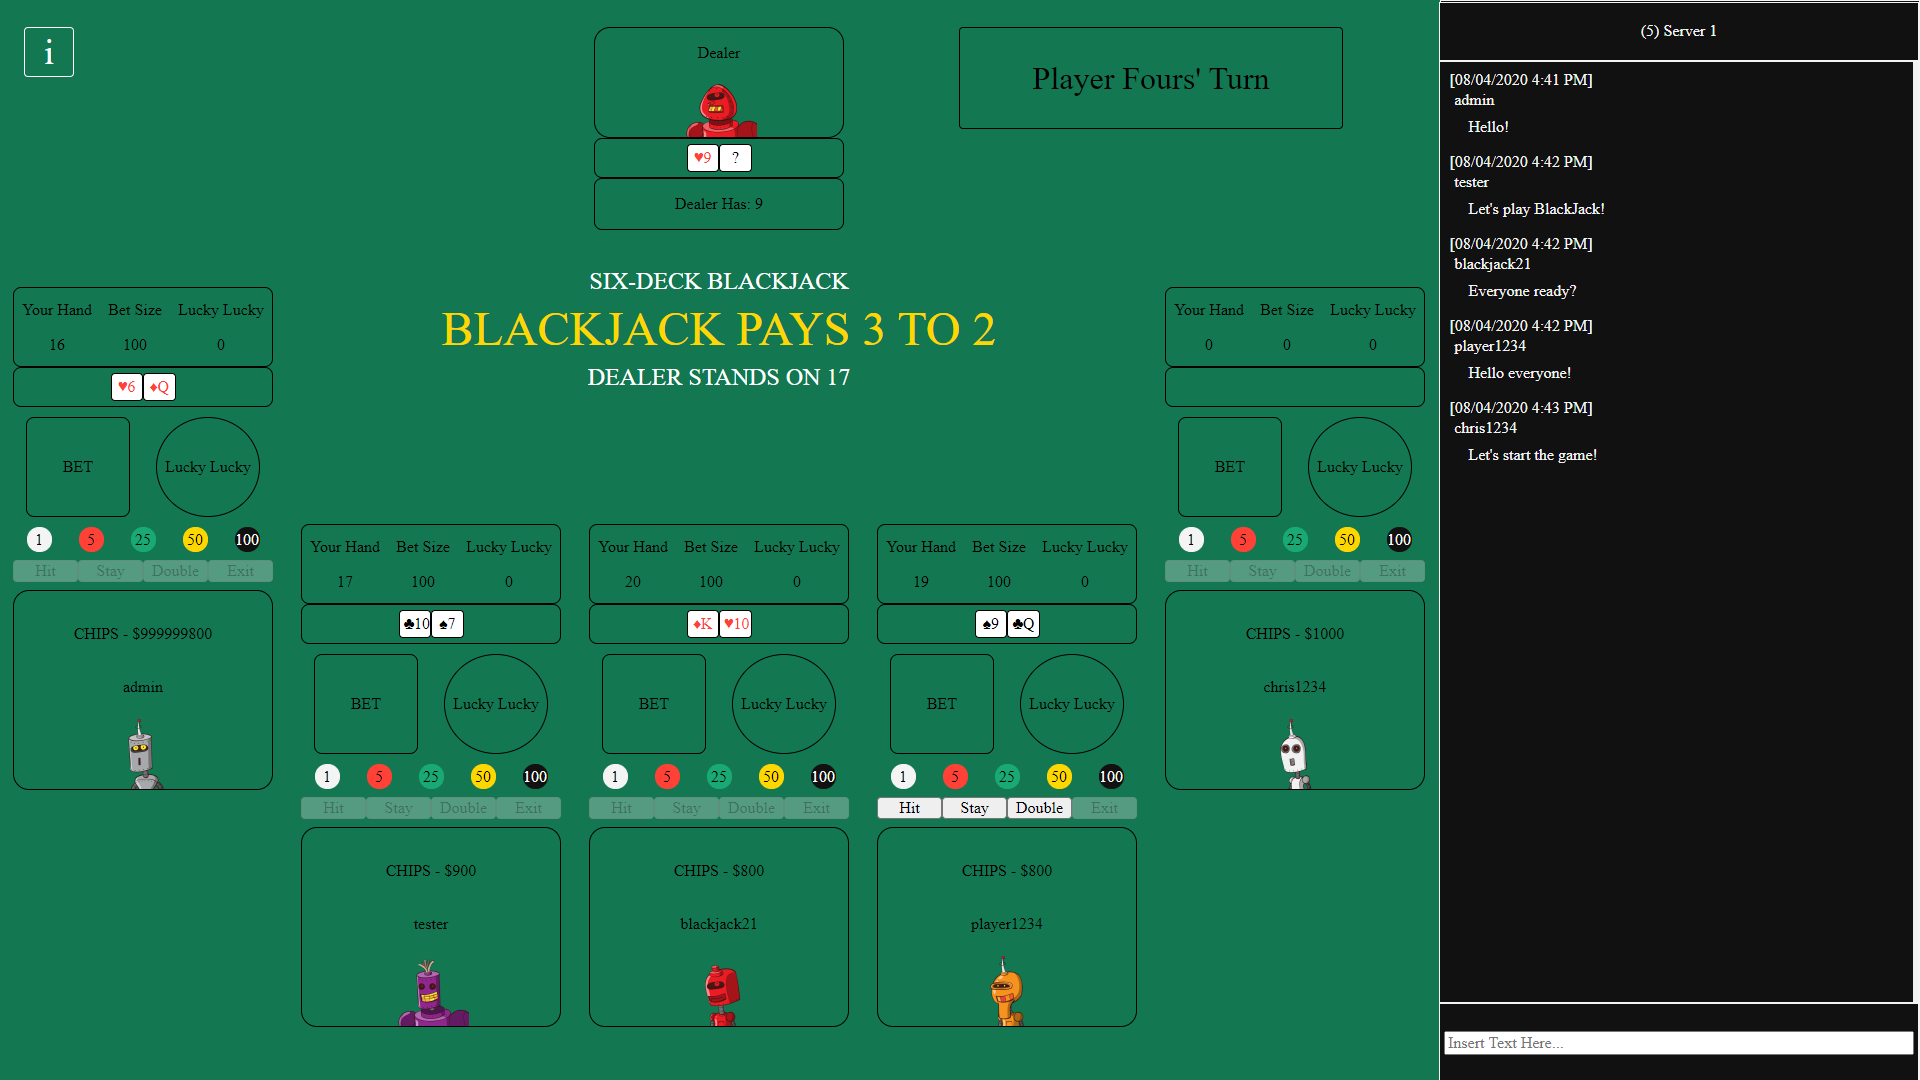 i
Dealer
♥9 ?
Dealer Has: 9
Player Fours' Turn
SIX-DECK BLACKJACK
BLACKJACK PAYS 3 TO 2
DEALER STANDS ON 17
Your Hand Bet Size Lucky Lucky
16 100 0
♥6 ♦Q
BET Lucky Lucky
1 5 25 50 100
Hit Stay Double Exit
CHIPS - $999999800
admin
Your Hand Bet Size Lucky Lucky
17 100 0
♣10 ♠7
BET Lucky Lucky
1 5 25 50 100
Hit Stay Double Exit
CHIPS - $900
tester
Your Hand Bet Size Lucky Lucky
20 100 0
♦K ♥10
BET Lucky Lucky
1 5 25 50 100
Hit Stay Double Exit
CHIPS - $800
blackjack21
Your Hand Bet Size Lucky Lucky
19 100 0
♠9 ♣Q
BET Lucky Lucky
1 5 25 50 100
Hit Stay Double Exit
CHIPS - $800
player1234
Your Hand Bet Size Lucky Lucky
0 0 0
BET Lucky Lucky
1 5 25 50 100
Hit Stay Double Exit
CHIPS - $1000
chris1234
(5) Server 1
[08/04/2020 4:41 PM]
admin
Hello!
[08/04/2020 4:42 PM]
tester
Let's play BlackJack!
[08/04/2020 4:42 PM]
blackjack21
Everyone ready?
[08/04/2020 4:42 PM]
player1234
Hello everyone!
[08/04/2020 4:43 PM]
chris1234
Let's start the game!
Insert Text Here...